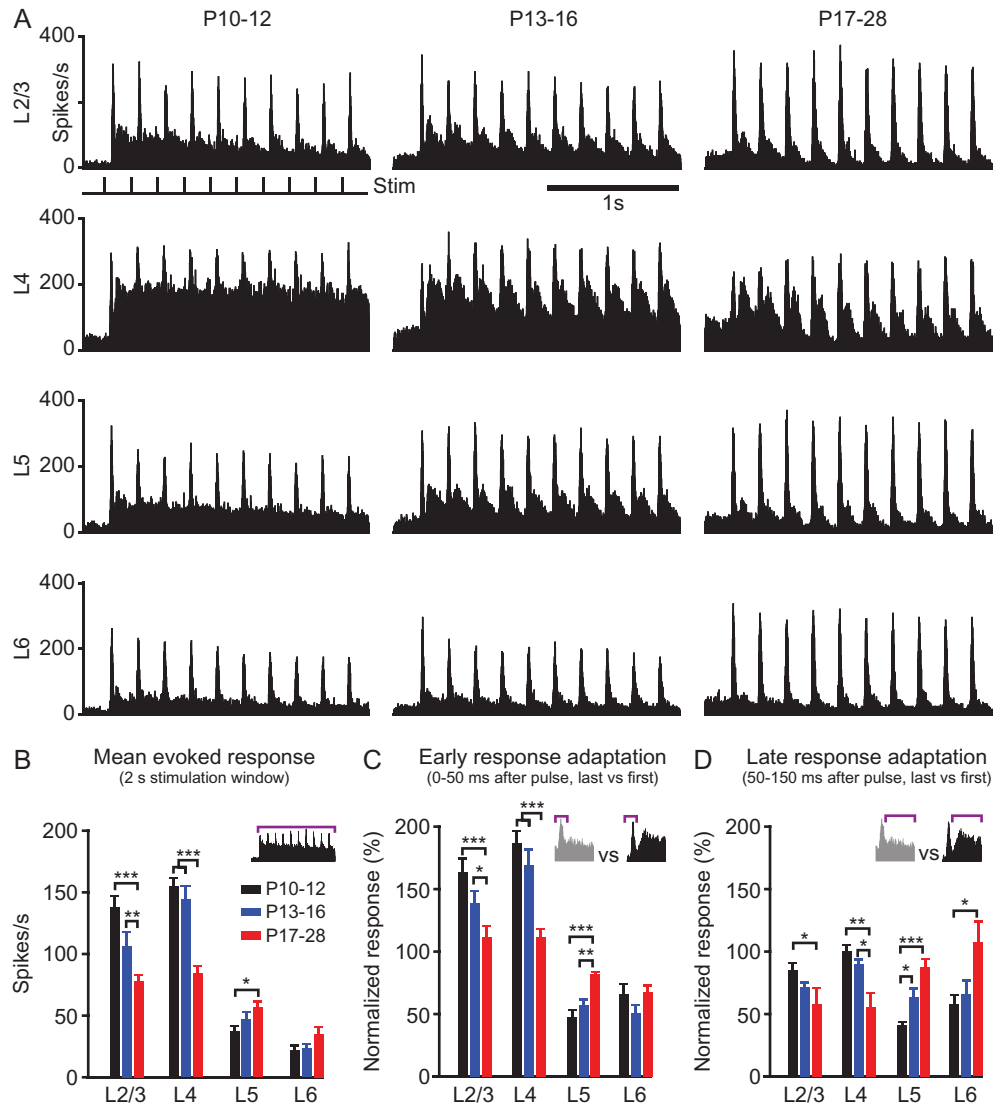 A
P10-12
P13-16
P17-28
L2/3
Spikes/s
400
200
0
Stim
1s
L4
400
200
0
L5
400
200
0
L6
400
200
0
B
Mean evoked response
(2 s stimulation window)
Spikes/s
200
150
100
50
0
***
**
***
*
P10-12
P13-16
P17-28
L2/3
L4
L5
L6
C
Early response adaptation
(0-50 ms after pulse, last vs first)
Normalized response (%)
200
150
100
50
0
***
*
***
***
**
vs
L2/3
L4
L5
L6
D
Late response adaptation
(50-150 ms after pulse, last vs first)
Normalized response (%)
200
150
100
50
0
*
**
*
***
*
*
vs
L2/3
L4
L5
L6